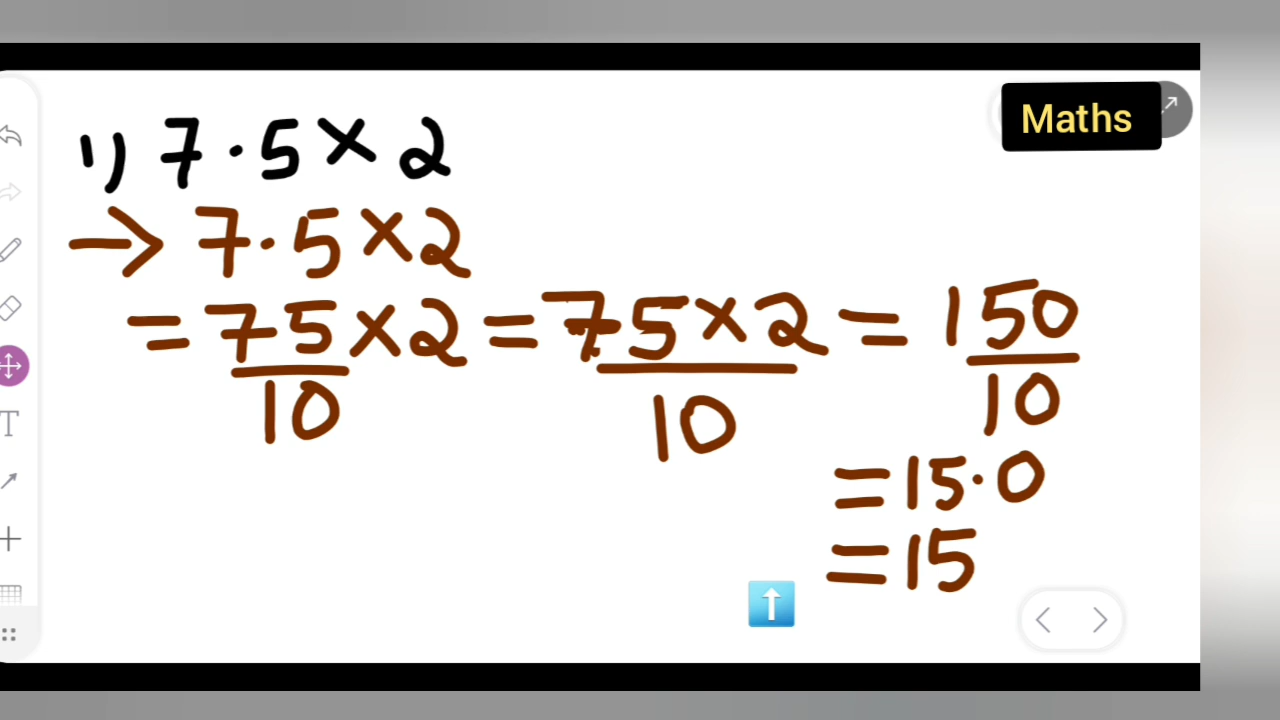 Maths
1) 7.5 × 2
→ 7.5 × 2
= 75/10 × 2 = 75 × 2/10 = 150/10
= 15.0
= 15